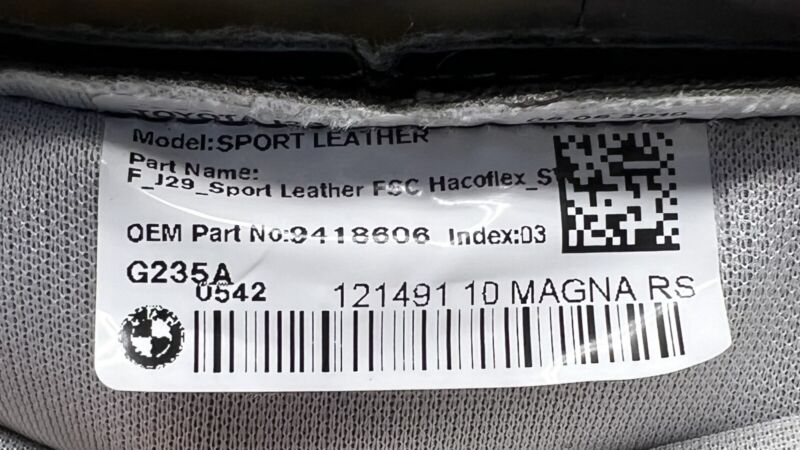 TOYOTA
Model:SPORT LEATHER
Part Name:
F_J29_Sport Leather FSC Hacoflex_S
OEM Part No:9418606 Index:03
G235A
0542
121491 10 MAGNA RS